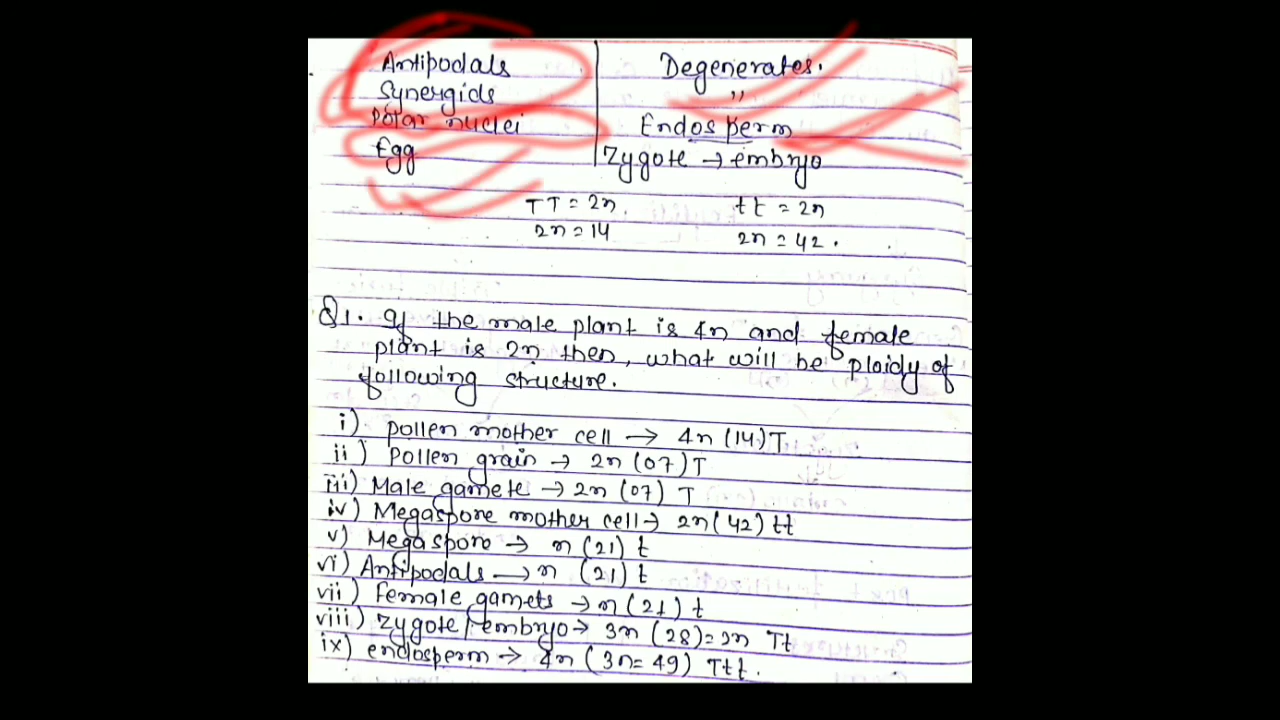 Antipodals Degenerates.
Synergids ,,
Polar nuclei Endosperm
Egg Zygote → embryo
TT = 2n. tt = 2n
2n = 14 2n = 42.
Q1. If the male plant is 4n and female
plant is 2n then, what will be ploidy of
following structure.
i) pollen mother cell → 4n (14) T
ii) Pollen grain → 2n (07) T
iii) Male gamete → 2n (07) T
iv) Megaspore mother cell → 2n (42) tt
v) Megaspore → n (21) t
vi) Antipodals → n (21) t
vii) Female gamets → n (21) t
viii) Zygote/embryo → 3n (28) = 2n Tt
ix) endosperm → 4n (3n = 49) Ttt.